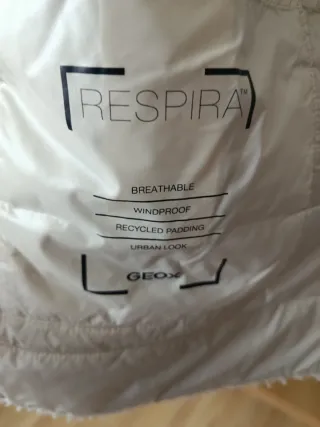 RESPIRA™
BREATHABLE
WINDPROOF
RECYCLED PADDING
URBAN LOOK
GEOX